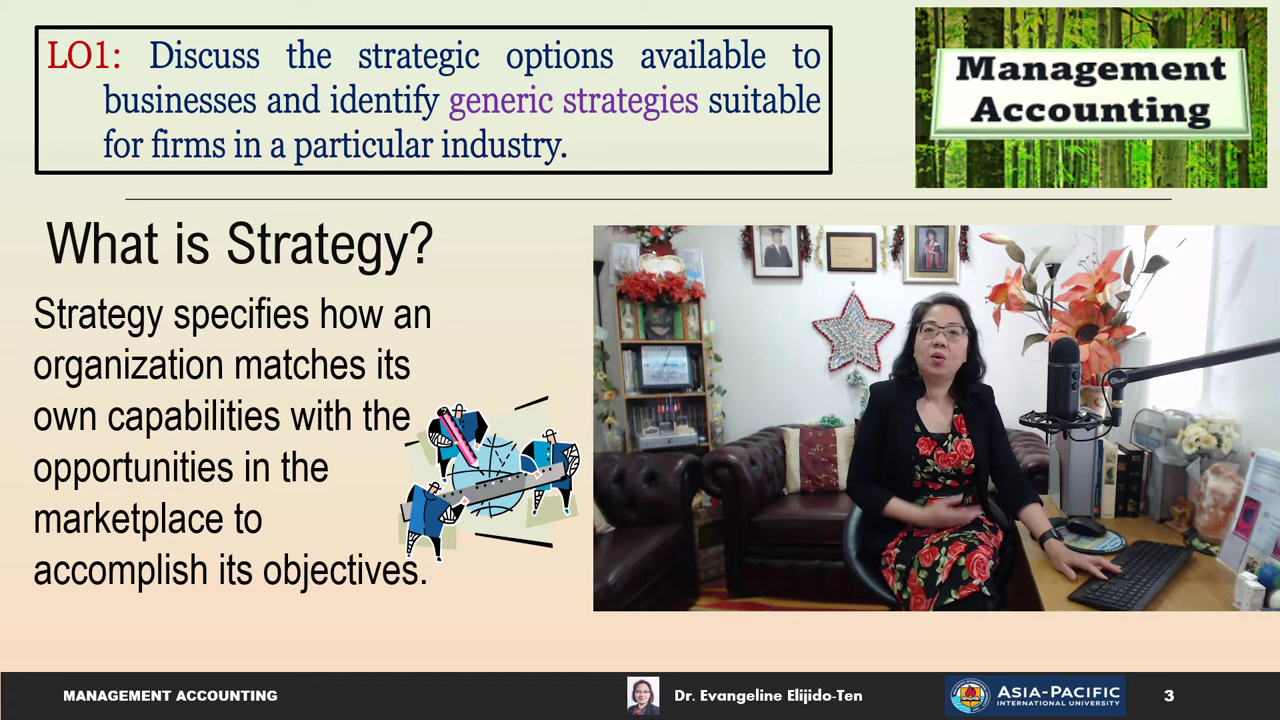 LO1: Discuss the strategic options available to
businesses and identify generic strategies suitable
for firms in a particular industry.
Management
Accounting
What is Strategy?
Strategy specifies how an
organization matches its
own capabilities with the
opportunities in the
marketplace to
accomplish its objectives.
MANAGEMENT ACCOUNTING
Dr. Evangeline Elijido-Ten
ASIA-PACIFIC
INTERNATIONAL UNIVERSITY
3